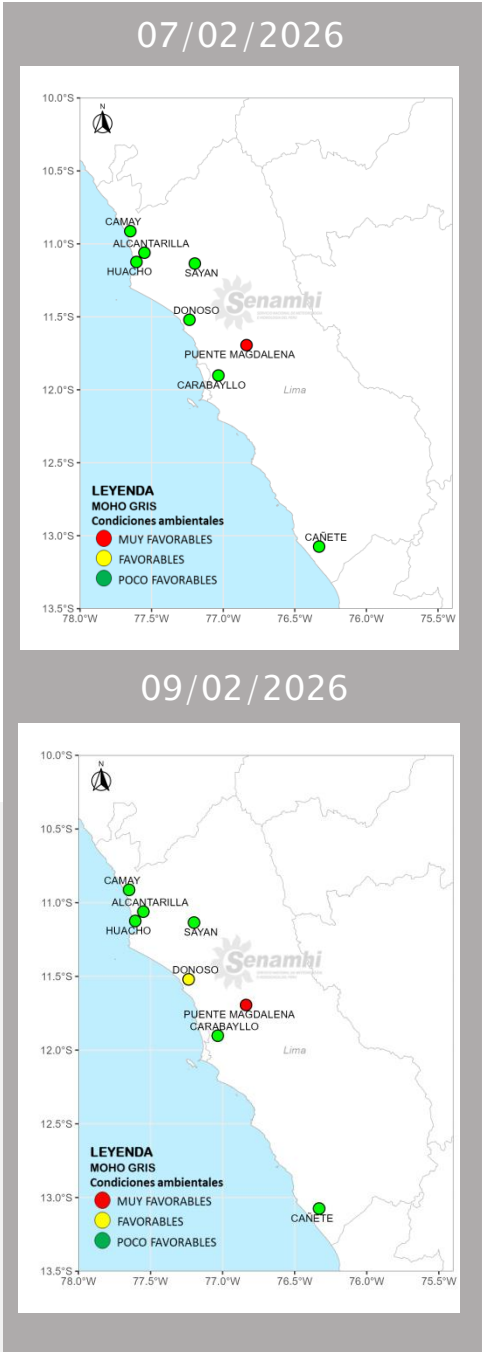 07/02/2026
10.0°S
N
10.5°S
CAMAY
11.0°S
ALCANTARILLA
HUACHO
SAYAN
Senamhi
DONOSO
11.5°S
PUENTE MAGDALENA
CARABAYLLO
Lima
12.0°S
12.5°S
LEYENDA
MOHO GRIS
Condiciones ambientales
MUY FAVORABLES
FAVORABLES
POCO FAVORABLES
CAÑETE
13.0°S
13.5°S
78.0°W 77.5°W 77.0°W 76.5°W 76.0°W 75.5°W
09/02/2026
10.0°S
N
10.5°S
CAMAY
11.0°S
ALCANTARILLA
HUACHO
SAYAN
Senamhi
DONOSO
11.5°S
PUENTE MAGDALENA
CARABAYLLO
Lima
12.0°S
12.5°S
LEYENDA
MOHO GRIS
Condiciones ambientales
MUY FAVORABLES
FAVORABLES
POCO FAVORABLES
13.0°S
CAÑETE
13.5°S
78.0°W 77.5°W 77.0°W 76.5°W 76.0°W 75.5°W